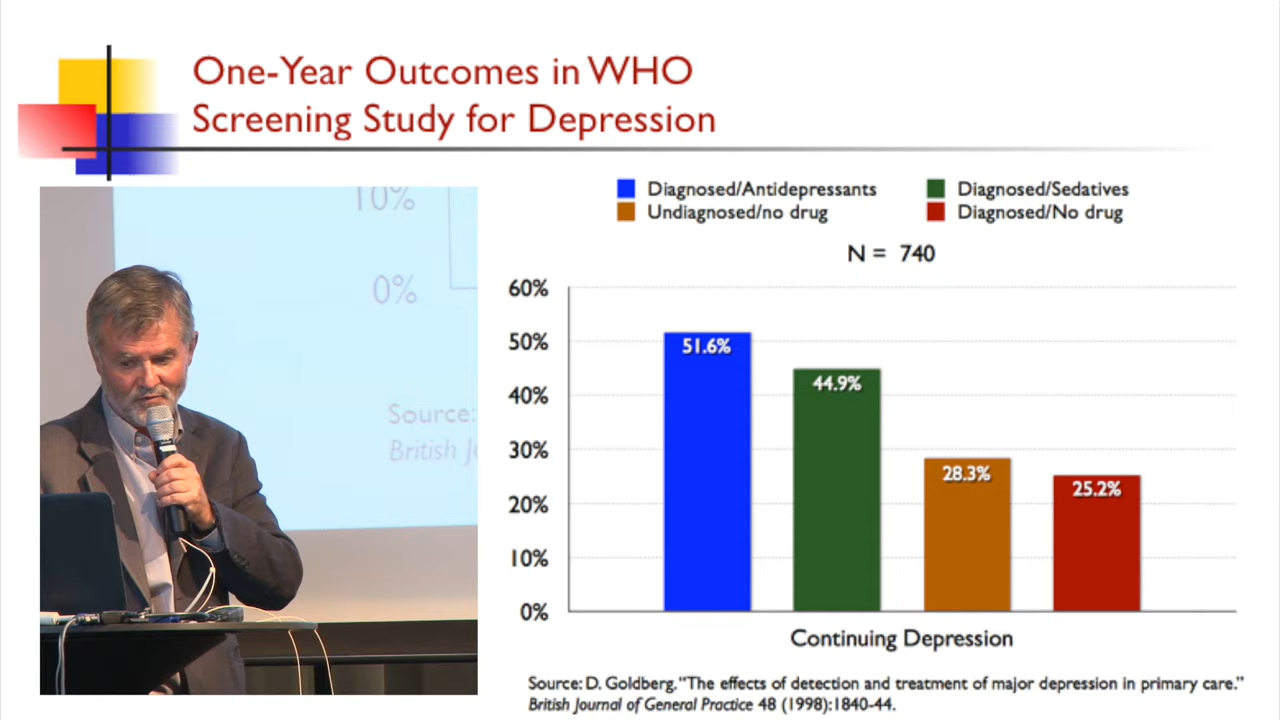 One-Year Outcomes in WHO
Screening Study for Depression
Diagnosed/Antidepressants
Diagnosed/Sedatives
Undiagnosed/no drug
Diagnosed/No drug
N = 740
60%
50%
40%
30%
20%
10%
0%
51.6%
44.9%
28.3%
25.2%
Continuing Depression
Source: D. Goldberg. “The effects of detection and treatment of major depression in primary care.”
British Journal of General Practice 48 (1998):1840-44.
10%
0%
Source:
British